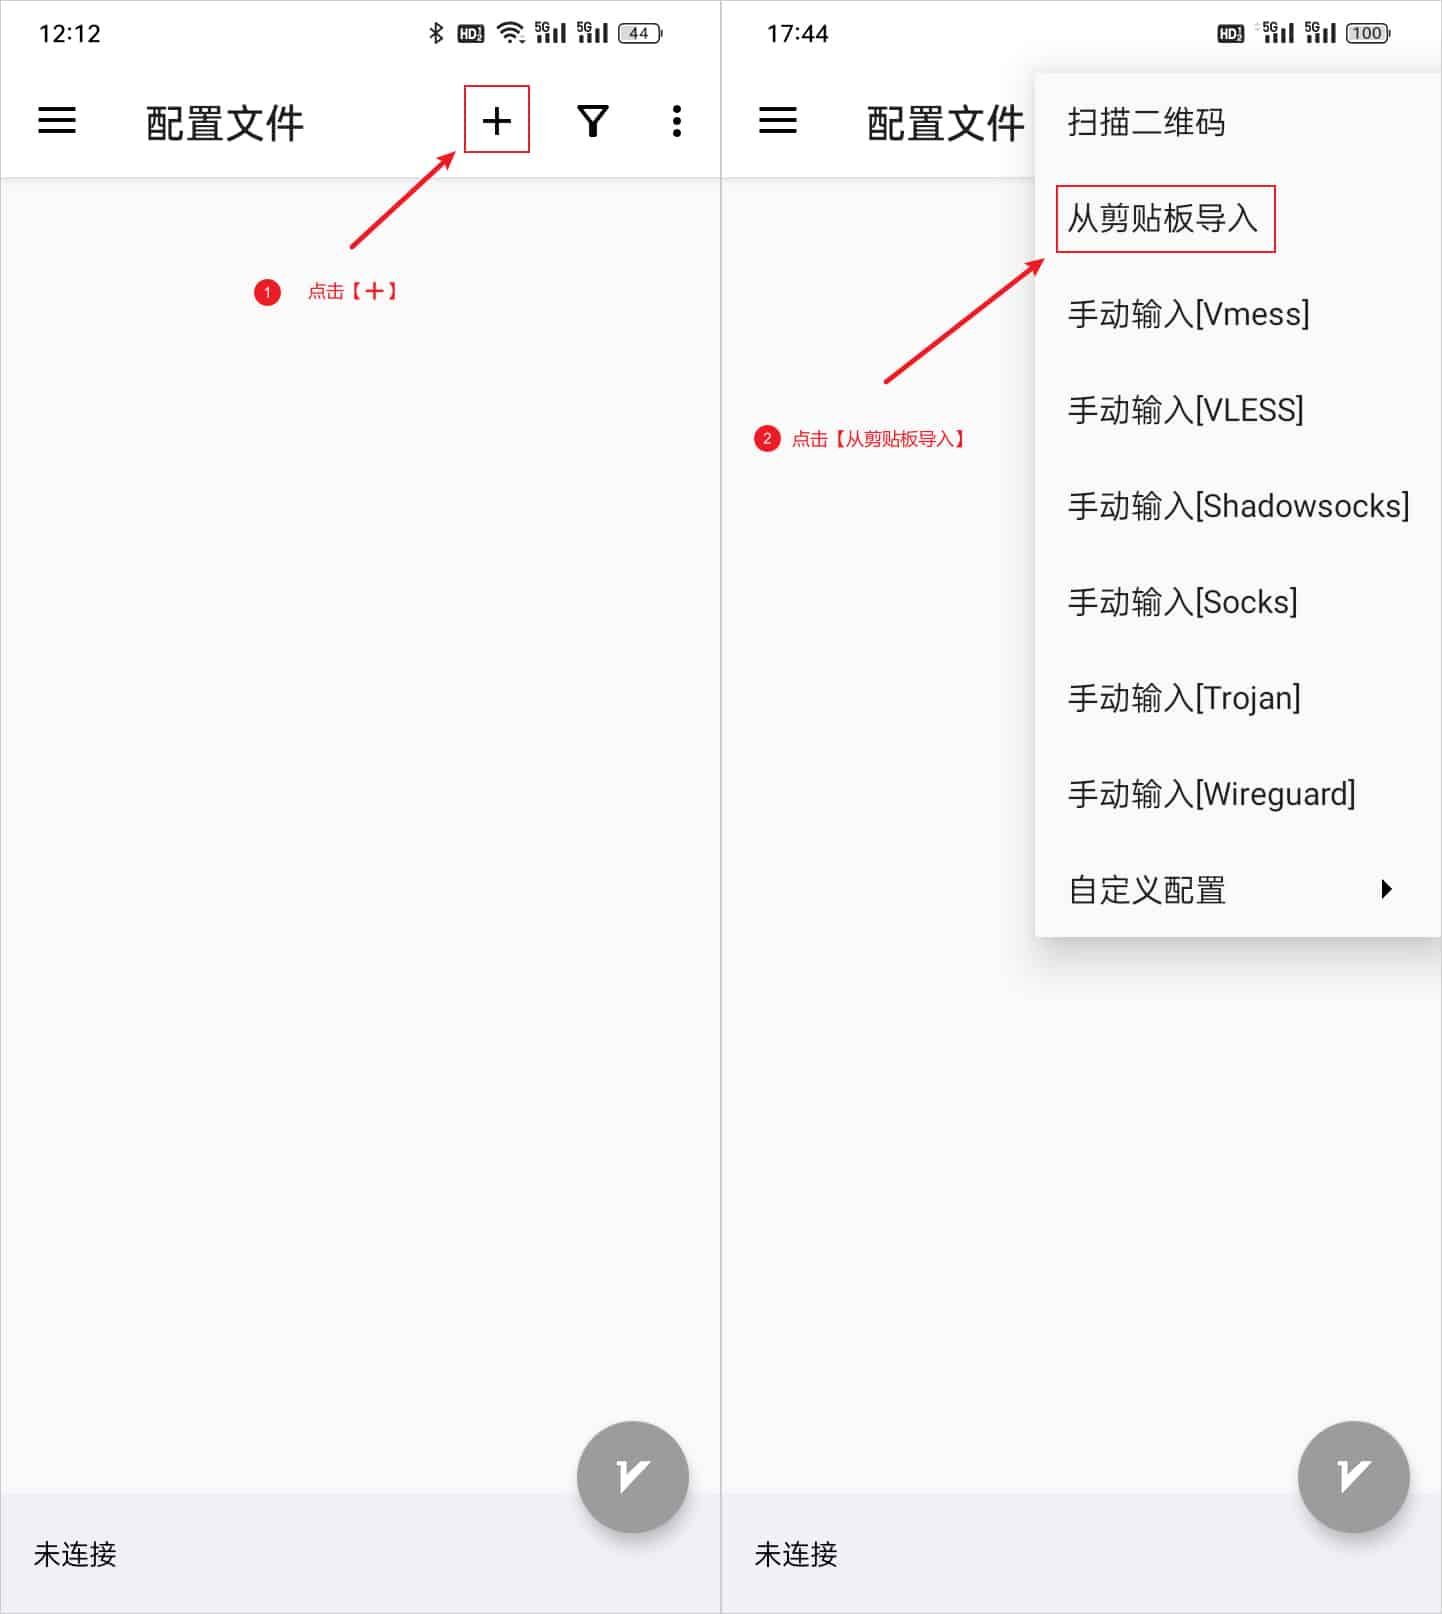 12:12
HD 5G 5G 44
配置文件
1 点击【+】
未连接
17:44
HD 5G 5G 100
配置文件
扫描二维码
从剪贴板导入
手动输入[Vmess]
手动输入[VLESS]
手动输入[Shadowsocks]
手动输入[Socks]
手动输入[Trojan]
手动输入[Wireguard]
自定义配置
2 点击【从剪贴板导入】
未连接